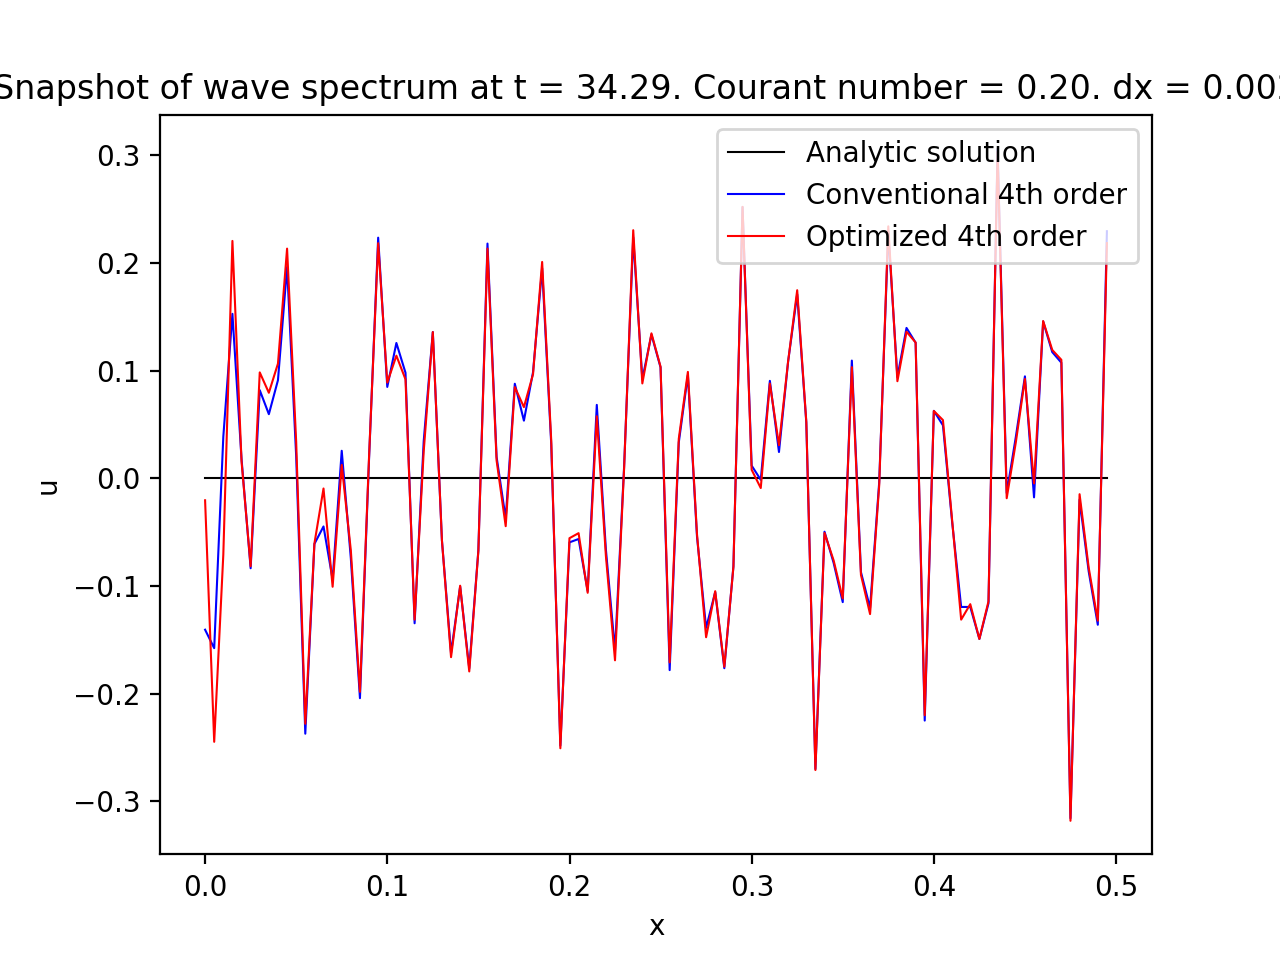 Snapshot of wave spectrum at t = 34.29. Courant number = 0.20. dx = 0.00
Analytic solution
Conventional 4th order
Optimized 4th order
0.3
0.2
0.1
0.0
−0.1
−0.2
−0.3
u
0.0 0.1 0.2 0.3 0.4 0.5
x